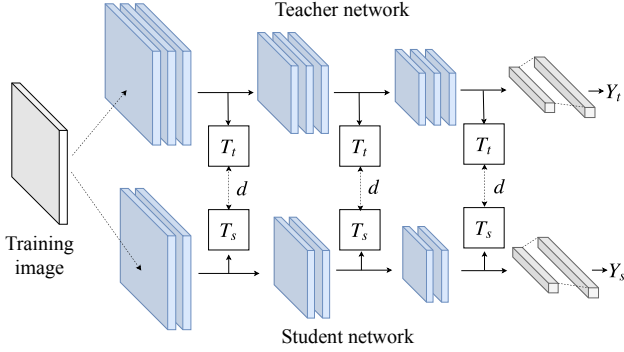 Teacher network
Y_t
T_t
T_t
T_t
d
d
d
T_s
T_s
T_s
Training
image
Y_s
Student network